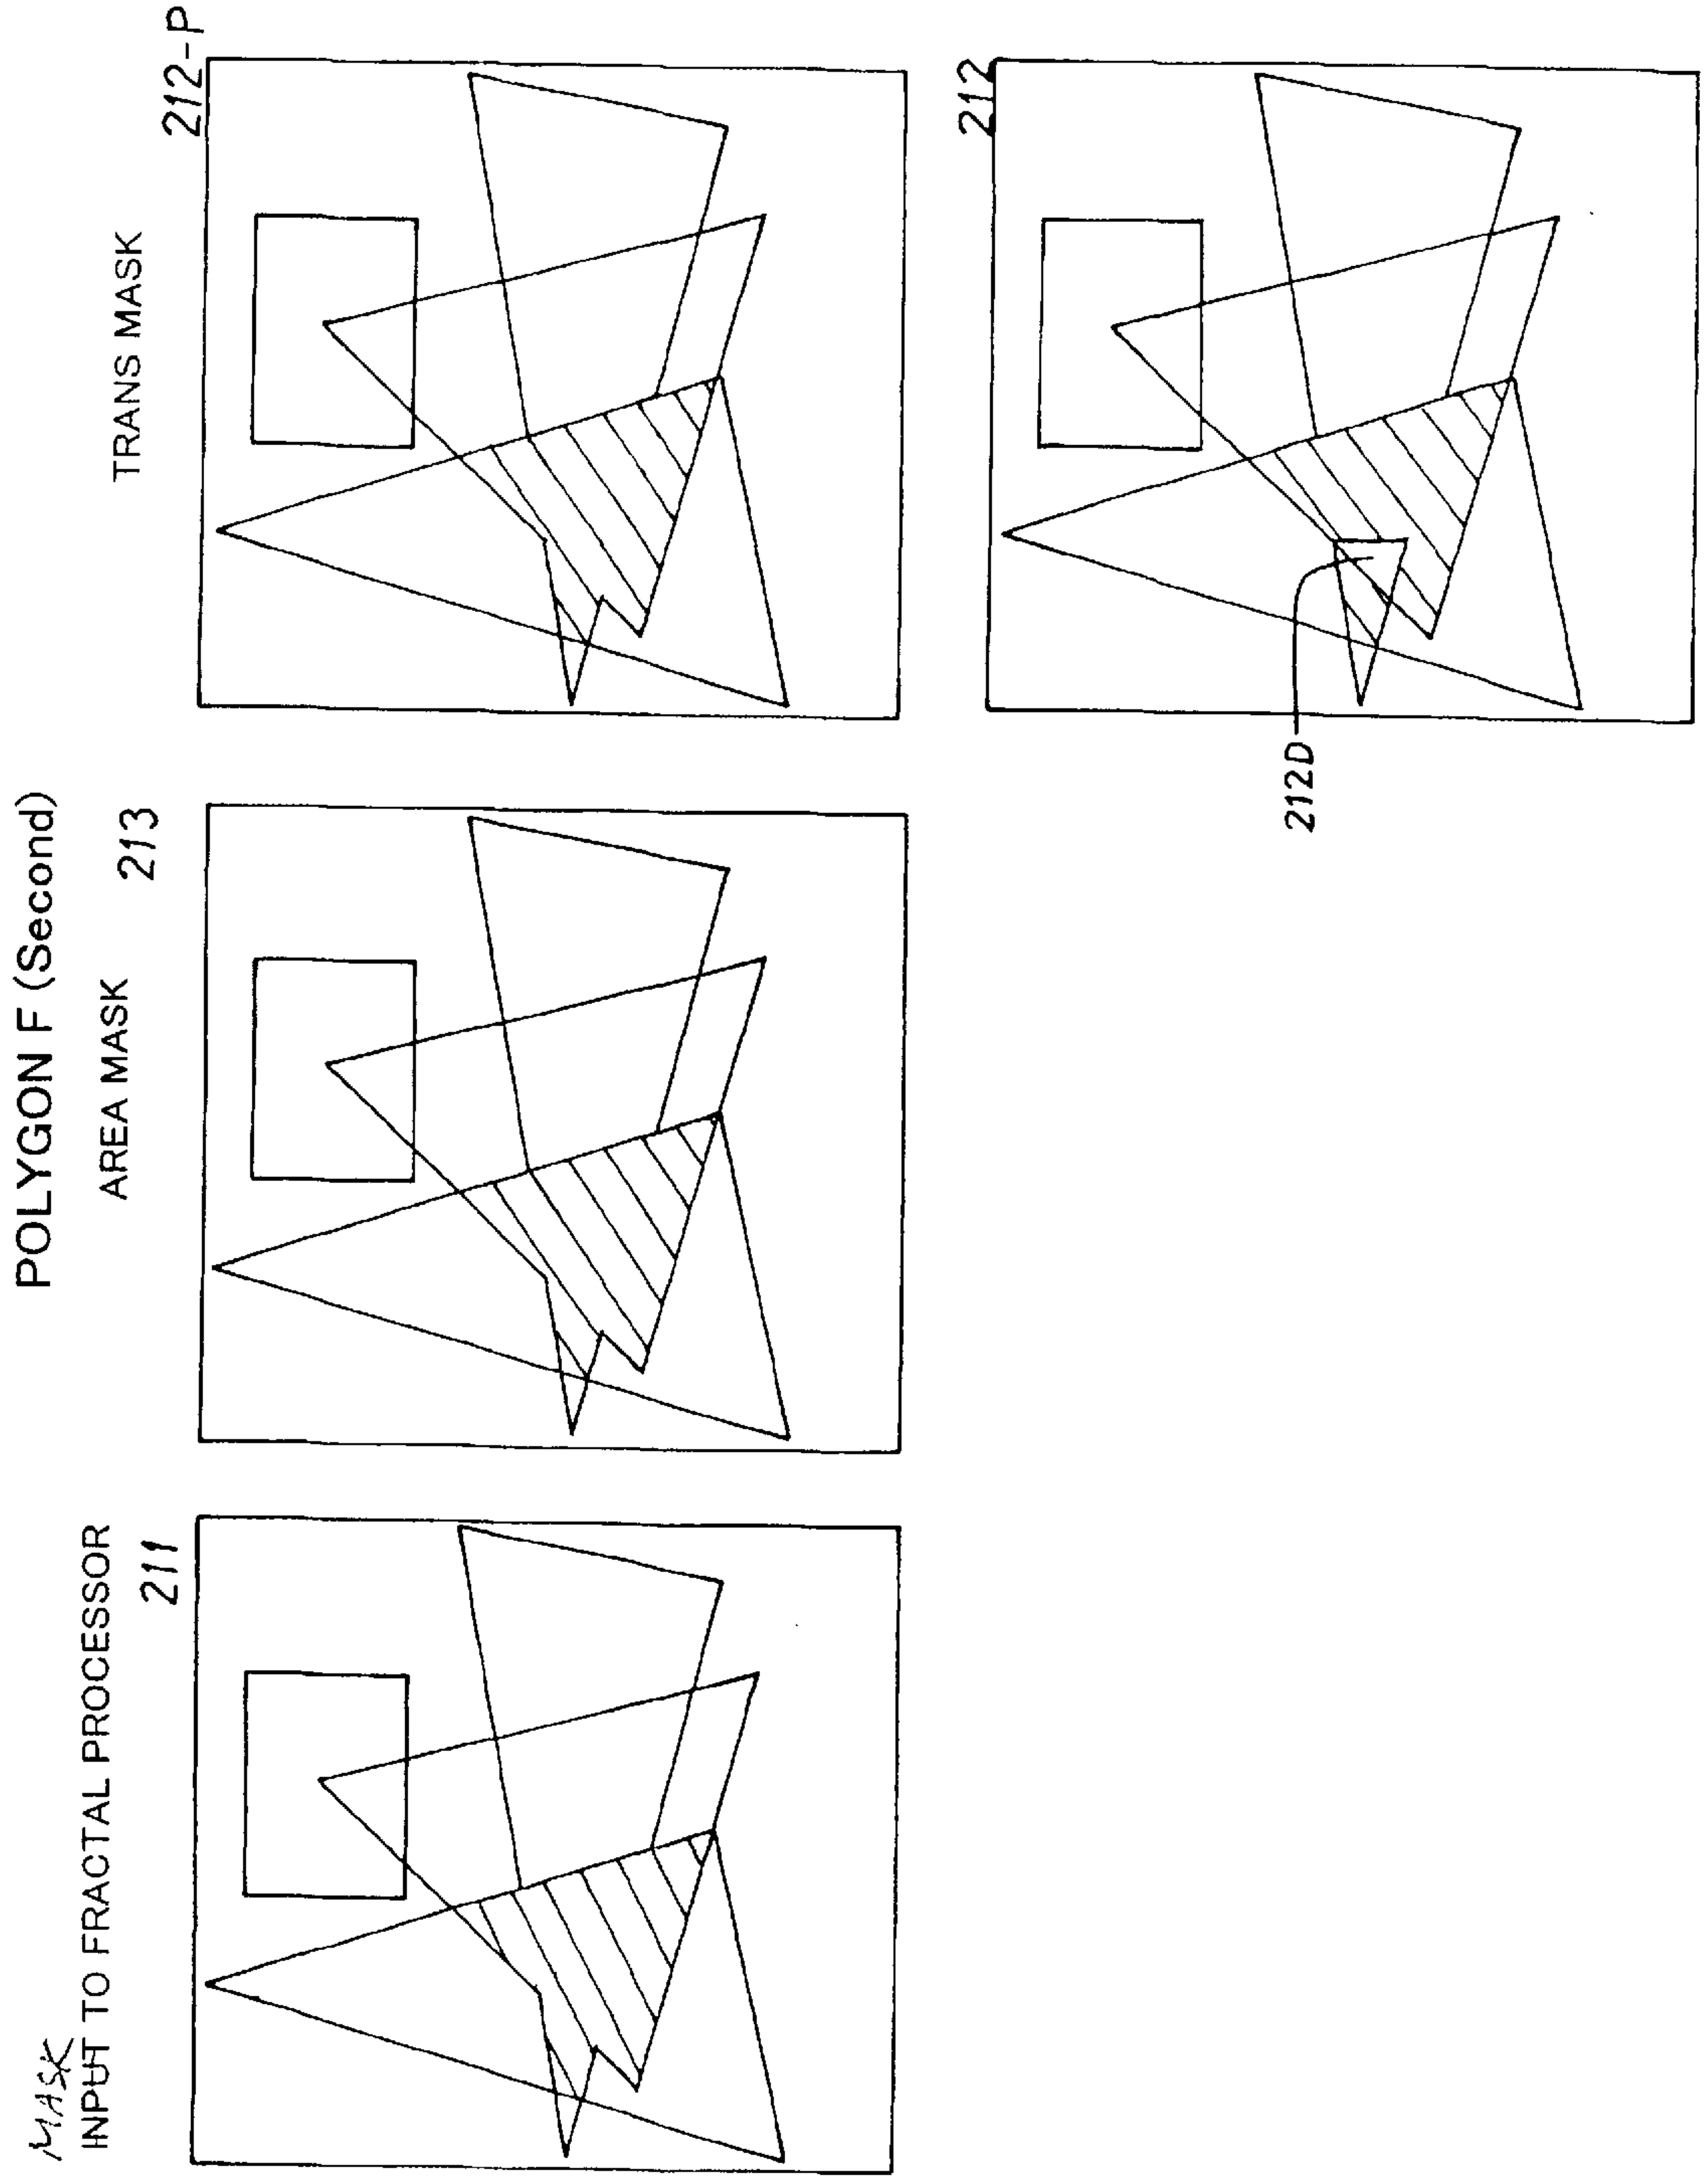 POLYGON F (Second)
MASK
INPUT TO FRACTAL PROCESSOR
211
AREA MASK
213
TRANS MASK
212-P
212
212D